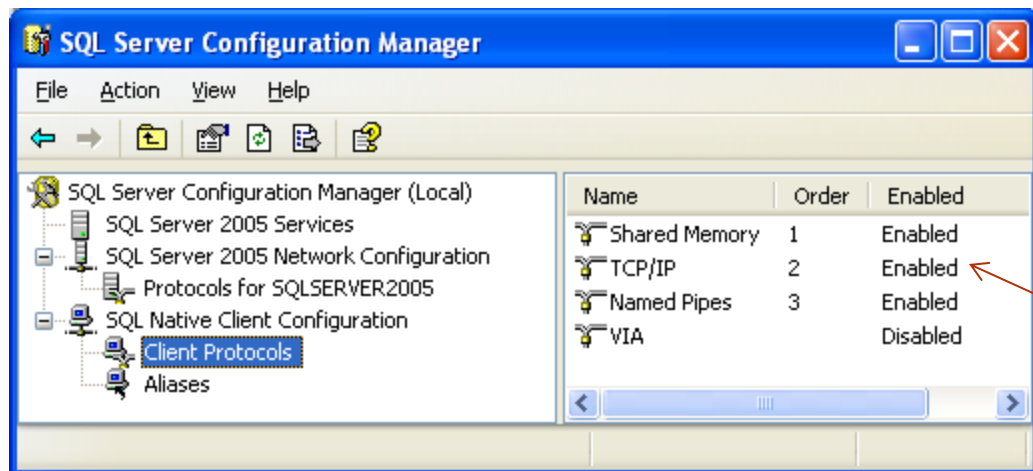 SQL Server Configuration Manager
File Action View Help
SQL Server Configuration Manager (Local)
SQL Server 2005 Services
SQL Server 2005 Network Configuration
Protocols for SQLSERVER2005
SQL Native Client Configuration
Client Protocols
Aliases
Name Order Enabled
Shared Memory 1 Enabled
TCP/IP 2 Enabled
Named Pipes 3 Enabled
VIA Disabled